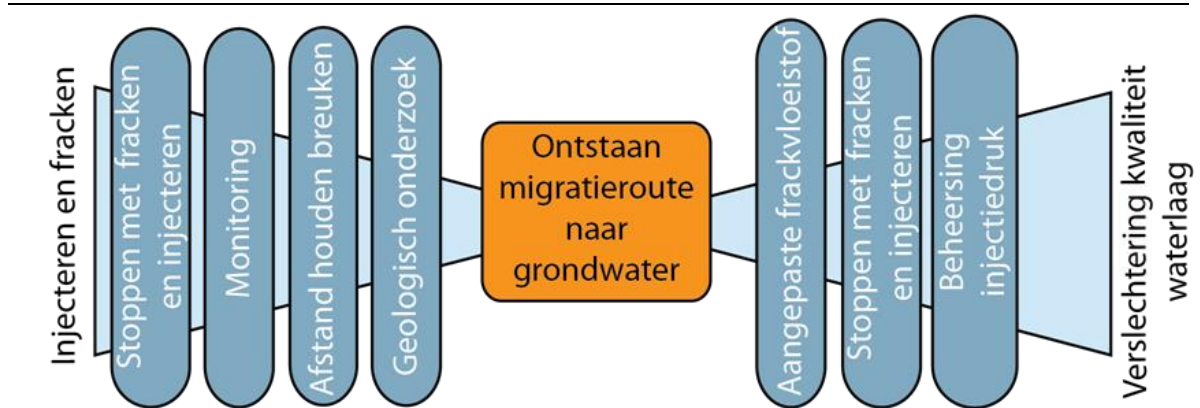 Injecteren en fracken
Stoppen met fracken
en injecteren
Monitoring
Afstand houden breuken
Geologisch onderzoek
Ontstaan
migratieroute
naar
grondwater
Aangepaste frackvloeistof
Stoppen met fracken
en injecteren
Beheersing
injectiedruk
Verslechtering kwaliteit
waterlaag